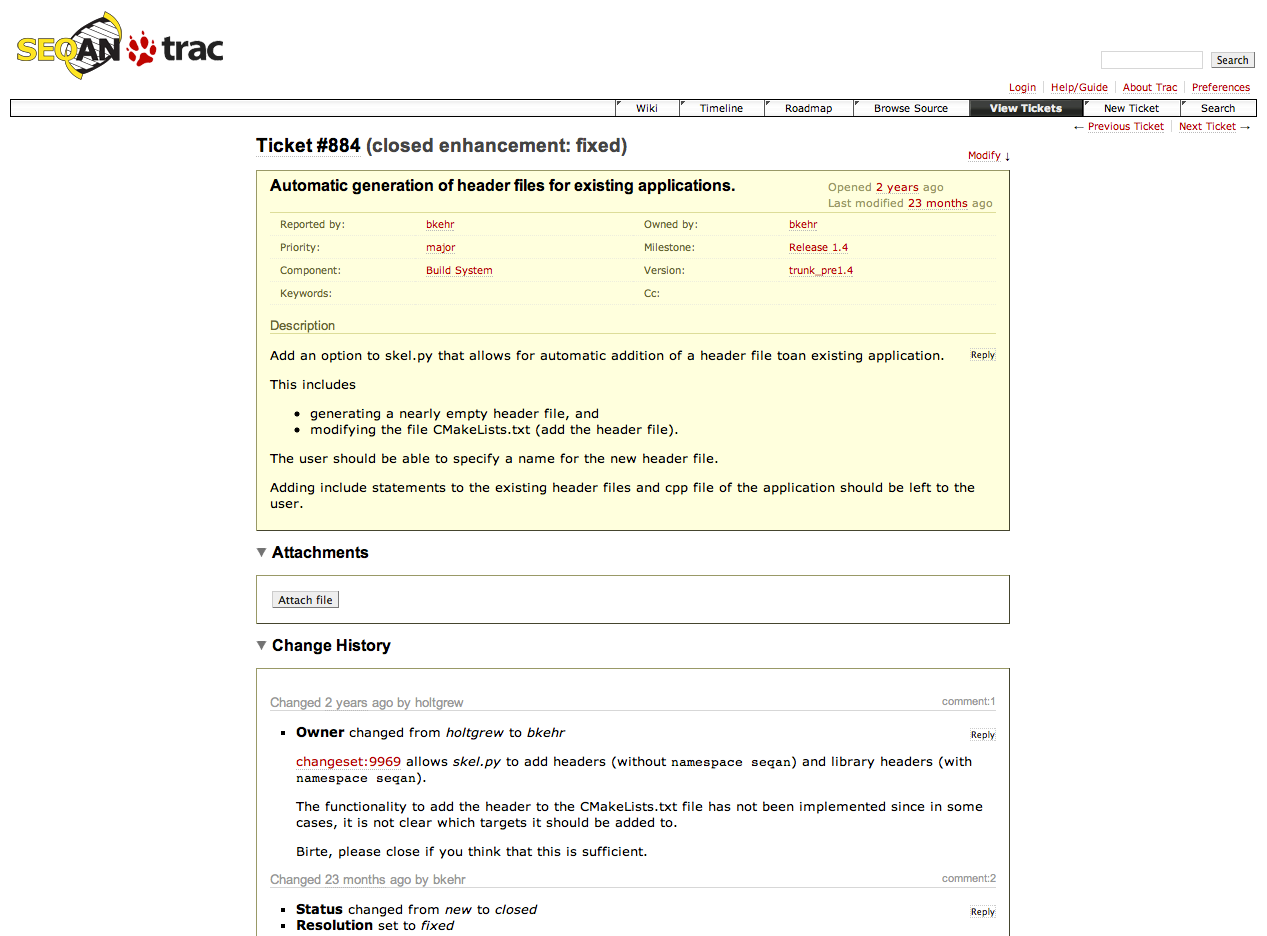 SEQAN trac
Search
Login Help/Guide About Trac Preferences
Wiki Timeline Roadmap Browse Source View Tickets New Ticket Search
← Previous Ticket Next Ticket →
Ticket #884 (closed enhancement: fixed)
Modify ↓
Automatic generation of header files for existing applications.
Opened 2 years ago
Last modified 23 months ago
Reported by: bkehr Owned by: bkehr
Priority: major Milestone: Release 1.4
Component: Build System Version: trunk_pre1.4
Keywords: Cc:
Description
Add an option to skel.py that allows for automatic addition of a header file toan existing application. Reply
This includes
• generating a nearly empty header file, and
• modifying the file CMakeLists.txt (add the header file).
The user should be able to specify a name for the new header file.
Adding include statements to the existing header files and cpp file of the application should be left to the
user.
▼ Attachments
Attach file
▼ Change History
Changed 2 years ago by holtgrew comment:1
▪ Owner changed from holtgrew to bkehr Reply
changeset:9969 allows skel.py to add headers (without namespace seqan) and library headers (with
namespace seqan).
The functionality to add the header to the CMakeLists.txt file has not been implemented since in some
cases, it is not clear which targets it should be added to.
Birte, please close if you think that this is sufficient.
Changed 23 months ago by bkehr comment:2
▪ Status changed from new to closed Reply
▪ Resolution set to fixed